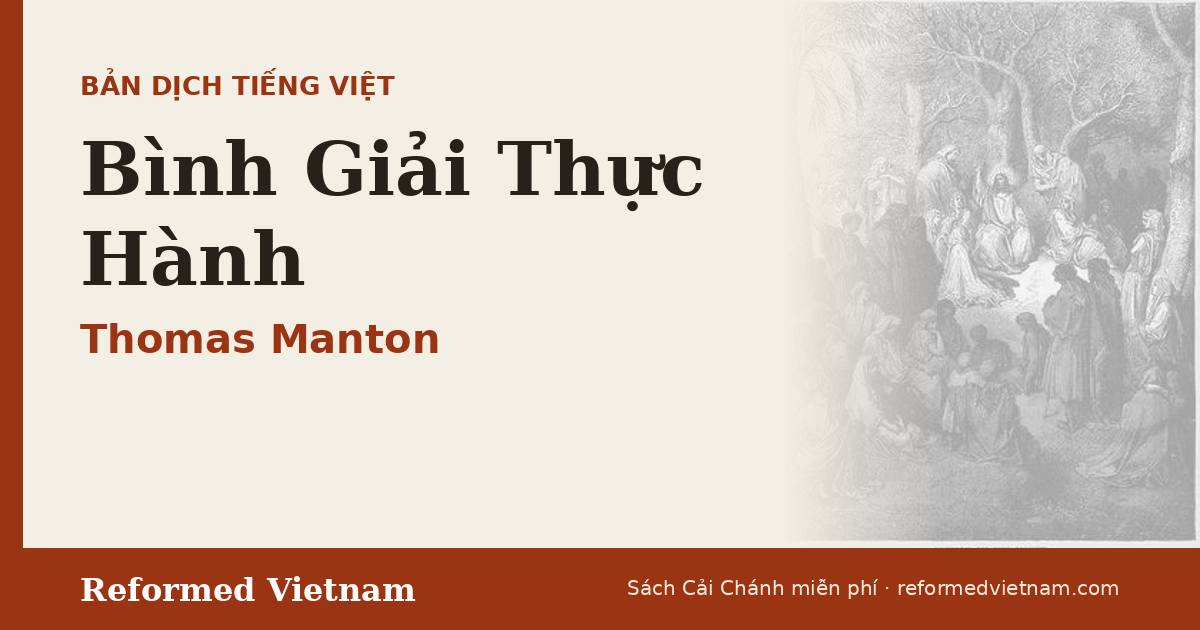 BẢN DỊCH TIẾNG VIỆT
Bình Giải Thực
Hành
Thomas Manton
Reformed Vietnam
Sách Cải Chánh miễn phí · reformedvietnam.com